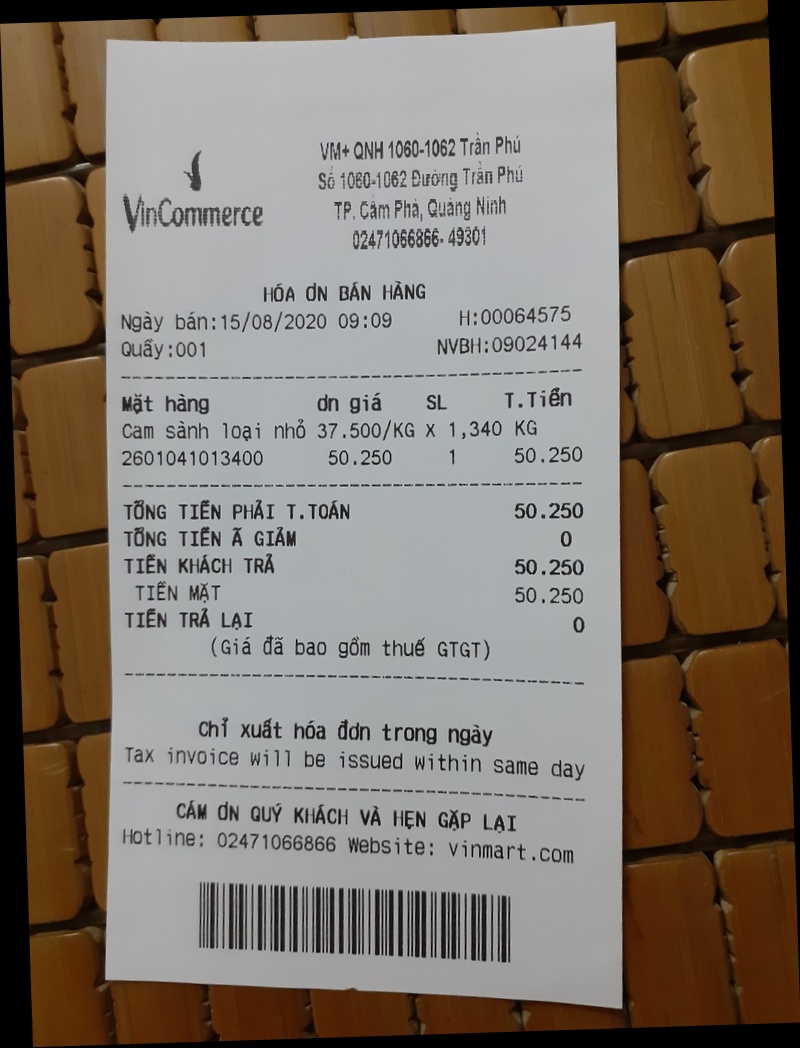 VinCommerce
VM+ QNH 1060-1062 Trần Phú
Số 1060-1062 Đường Trần Phú
TP. Cẩm Phả, Quảng Ninh
02471066866- 49301
HÓA ƠN BÁN HÀNG
Ngày bán:15/08/2020 09:09 H:00064575
Quầy:001 NVBH:09024144
Mặt hàng ơn giá SL T.Tiền
Cam sành loại nhỏ 37.500/KG X 1,340 KG
2601041013400 50.250 1 50.250
TỔNG TIỀN PHẢI T.TOÁN 50.250
TỔNG TIỀN Ã GIẢM 0
TIỀN KHÁCH TRẢ 50.250
TIỀN MẶT 50.250
TIỀN TRẢ LẠI 0
(Giá đã bao gồm thuế GTGT)
Chỉ xuất hóa đơn trong ngày
Tax invoice will be issued within same day
CÁM ƠN QUÝ KHÁCH VÀ HẸN GẶP LẠI
Hotline: 02471066866 Website: vinmart.com